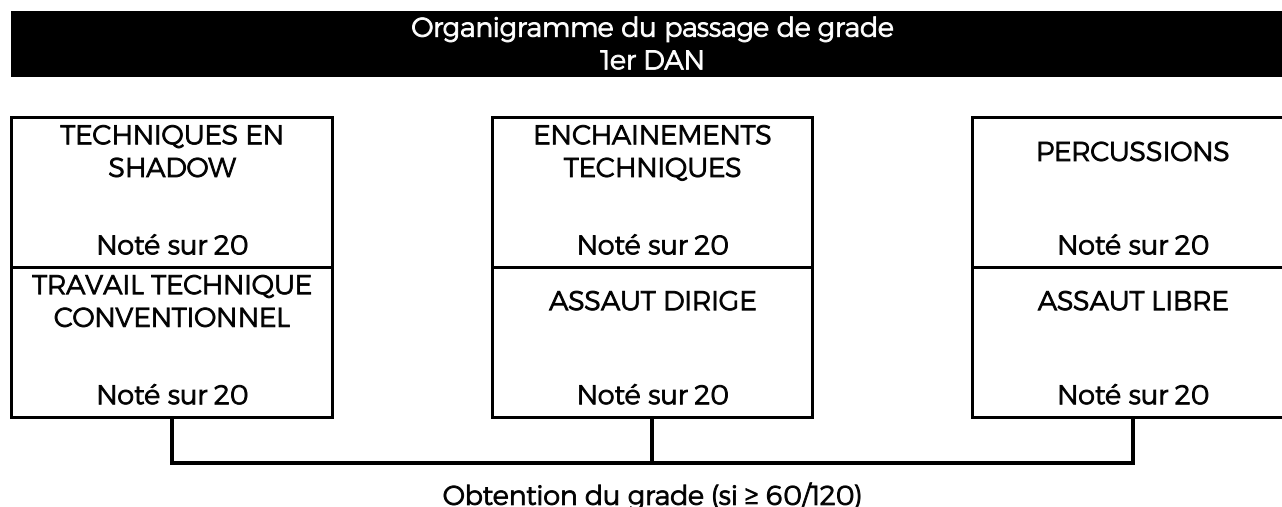 Organigramme du passage de grade
1er DAN
TECHNIQUES EN
SHADOW
Noté sur 20
TRAVAIL TECHNIQUE
CONVENTIONNEL
Noté sur 20
ENCHAINEMENTS
TECHNIQUES
Noté sur 20
ASSAUT DIRIGE
Noté sur 20
PERCUSSIONS
Noté sur 20
ASSAUT LIBRE
Noté sur 20
Obtention du grade (si ≥ 60/120)